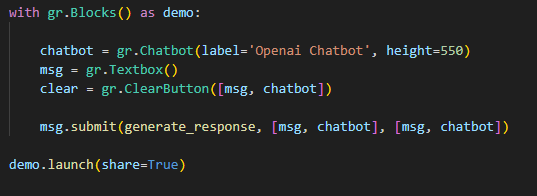 with gr.Blocks() as demo:
chatbot = gr.Chatbot(label='Openai Chatbot', height=550)
msg = gr.Textbox()
clear = gr.ClearButton([msg, chatbot])
msg.submit(generate_response, [msg, chatbot], [msg, chatbot])
demo.launch(share=True)